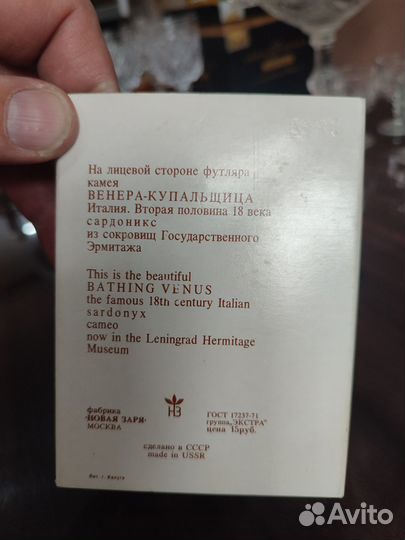 На лицевой стороне футляра
камея
ВЕНЕРА-КУПАЛЬЩИЦА
Италия. Вторая половина 18 века
сардоникс
из сокровищ Государственного
Эрмитажа
This is the beautiful
BATHING VENUS
the famous 18th century Italian
sardonyx
cameo
now in the Leningrad Hermitage
Museum
НЗ
фабрика
"НОВАЯ ЗАРЯ"
МОСКВА
ГОСТ 17237-71
группа "ЭКСТРА"
цена 15руб.
сделано в СССР
made in USSR
г. Калуга
Avito